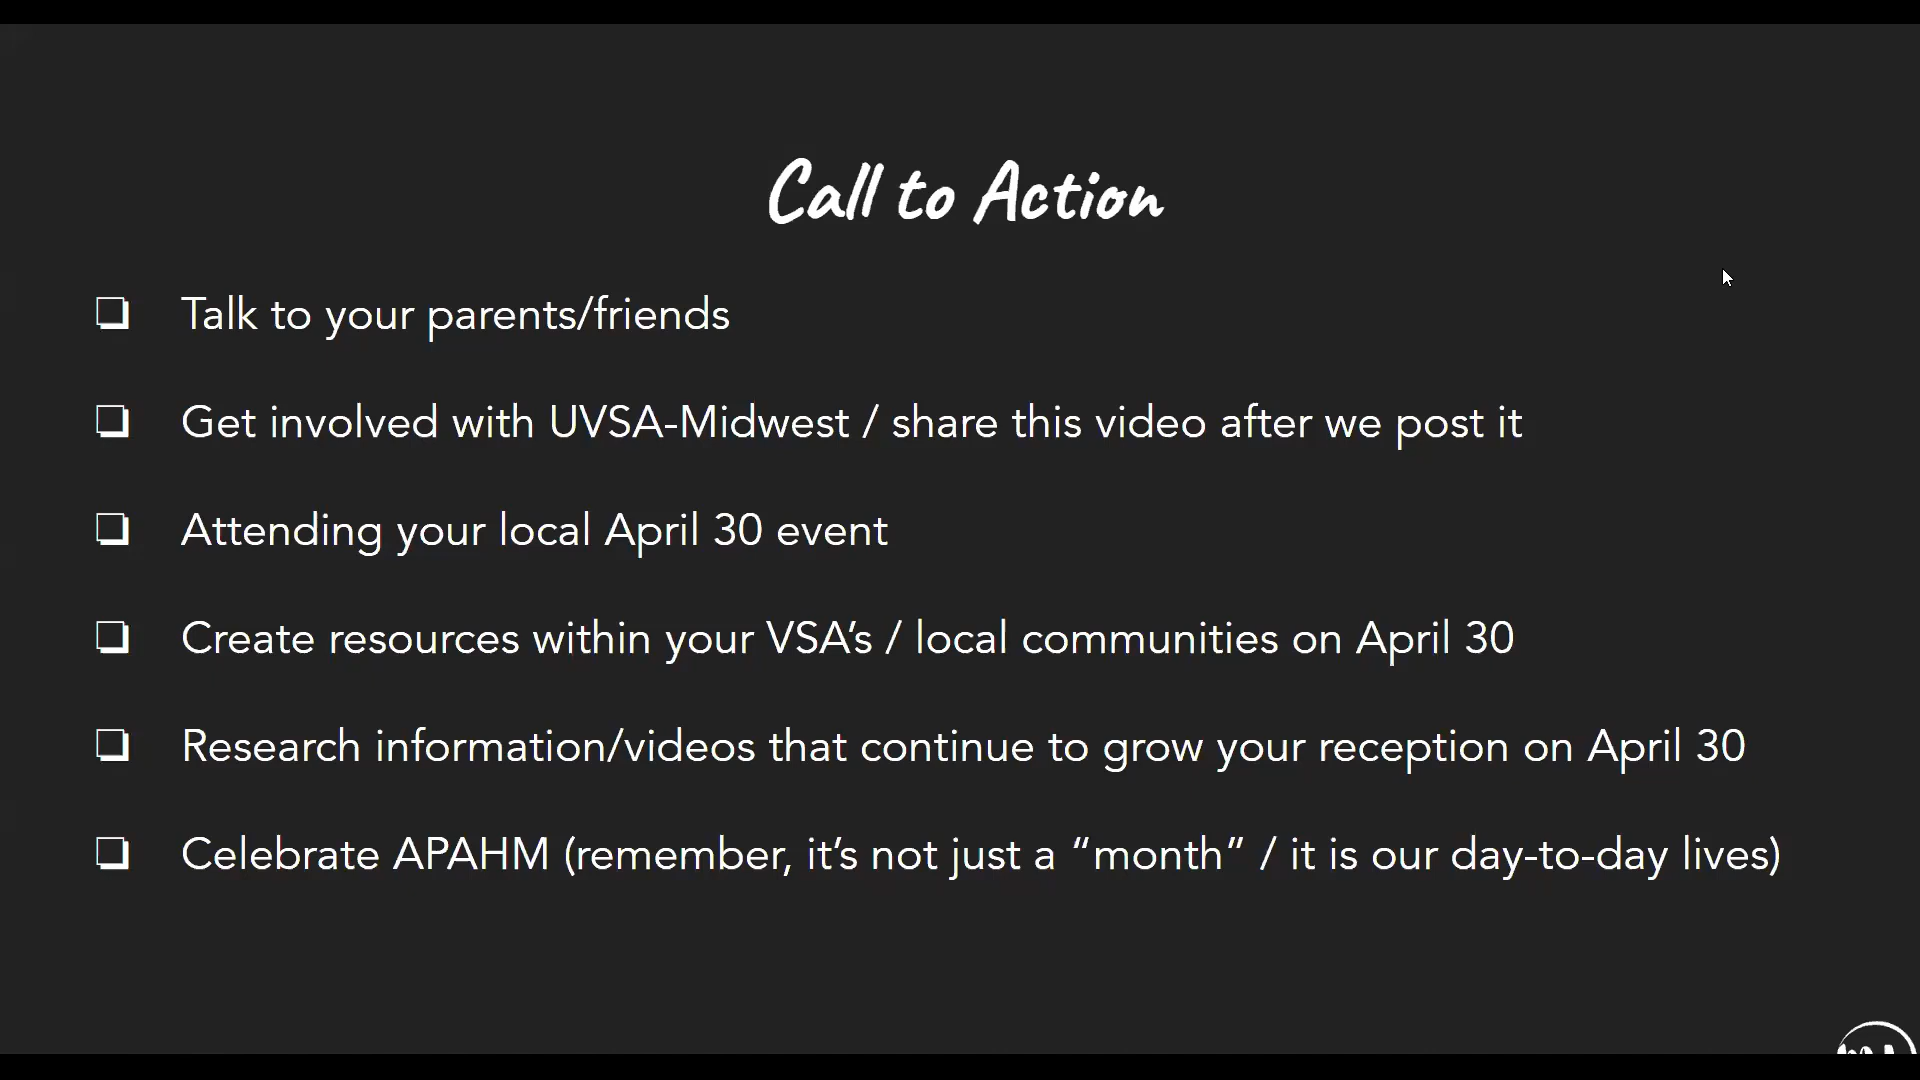 Call to Action
Talk to your parents/friends
Get involved with UVSA-Midwest / share this video after we post it
Attending your local April 30 event
Create resources within your VSA’s / local communities on April 30
Research information/videos that continue to grow your reception on April 30
Celebrate APAHM (remember, it’s not just a “month” / it is our day-to-day lives)